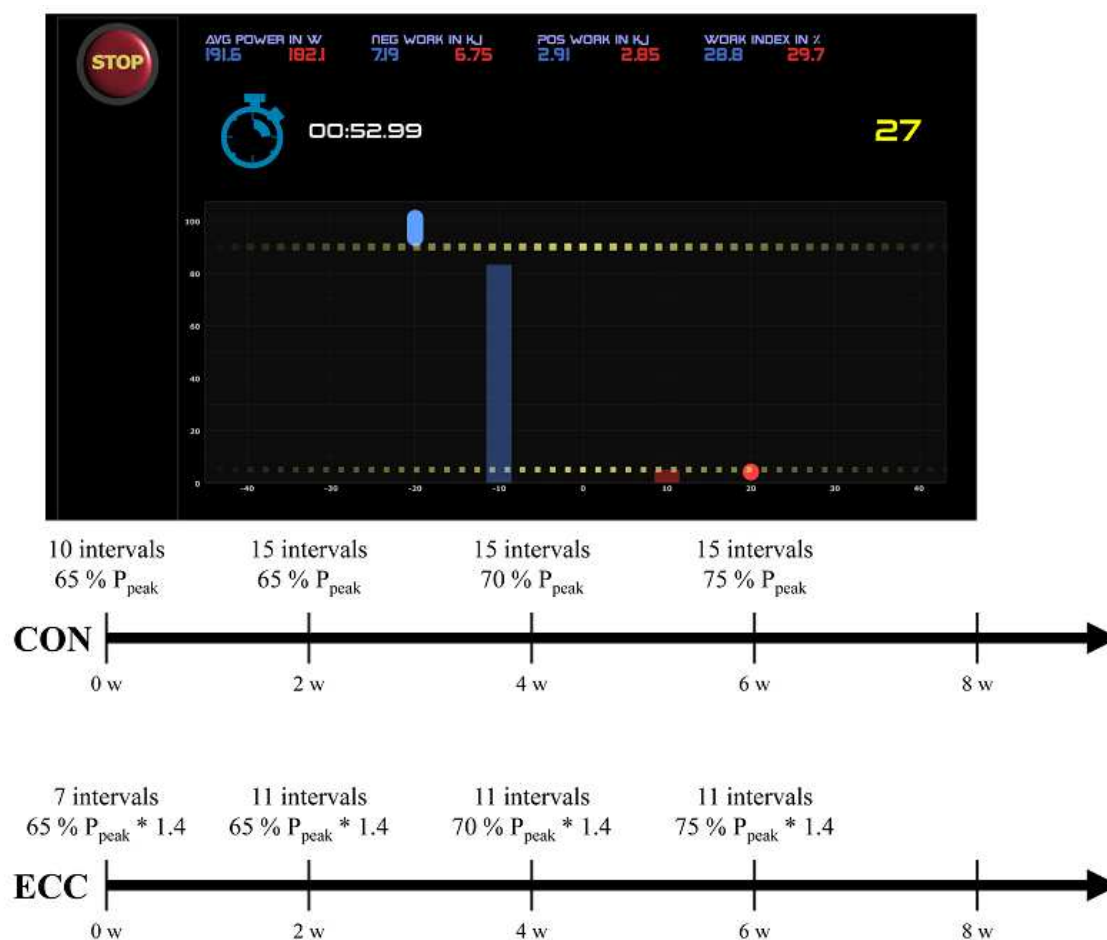 STOP
AVG POWER IN W NEG WORK IN KJ POS WORK IN KJ WORK INDEX IN %
191.6 182.1 7.19 6.75 2.91 2.85 28.8 29.7
00:52.99 27
100
80
60
40
20
0
-40 -30 -20 -10 0 10 20 30 40
10 intervals 15 intervals 15 intervals 15 intervals
65 % Ppeak 65 % Ppeak 70 % Ppeak 75 % Ppeak
CON
0 w 2 w 4 w 6 w 8 w
7 intervals 11 intervals 11 intervals 11 intervals
65 % Ppeak * 1.4 65 % Ppeak * 1.4 70 % Ppeak * 1.4 75 % Ppeak * 1.4
ECC
0 w 2 w 4 w 6 w 8 w